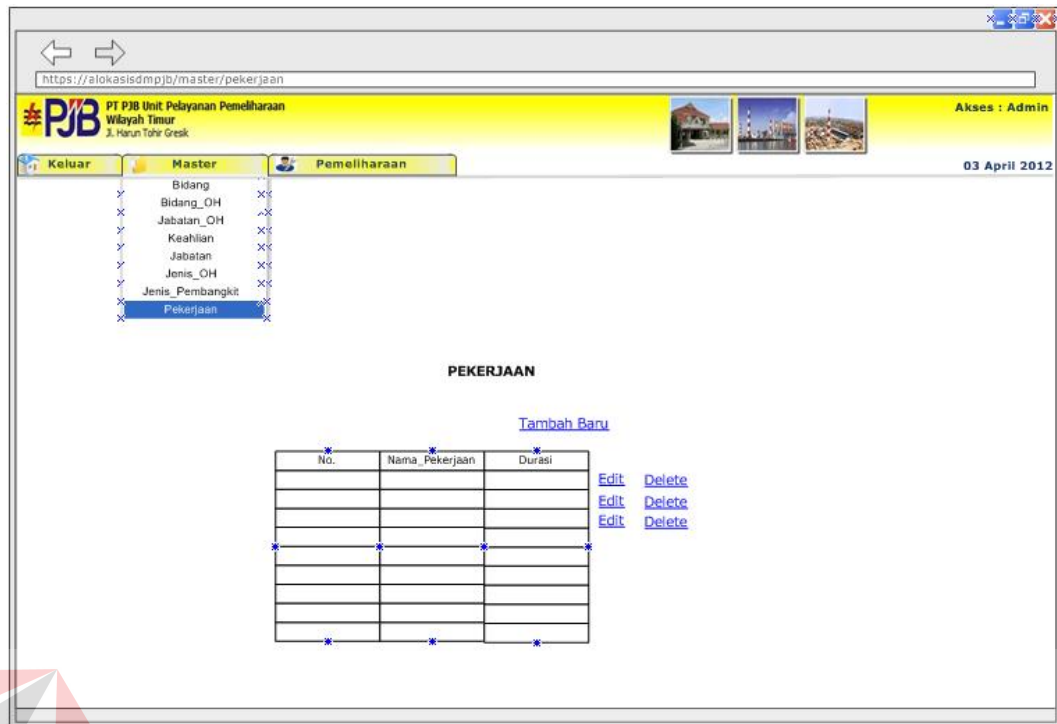 https://alokasisdmpjb/master/pekerjaan
PJB
PT PJB Unit Pelayanan Pemeliharaan
Wilayah Timur
Jl. Harun Tohir Gresik
Akses : Admin
Keluar
Master
Pemeliharaan
03 April 2012
Bidang
Bidang_OH
Jabatan_OH
Keahlian
Jabatan
Jenis_OH
Jenis_Pembangkit
Pekerjaan
PEKERJAAN
Tambah Baru
No. Nama_Pekerjaan Durasi
Edit Delete
Edit Delete
Edit Delete